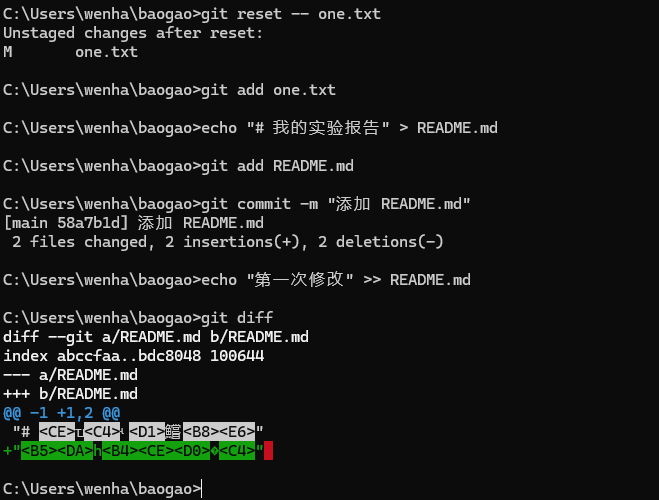 C:\Users\wenha\baogao>git reset -- one.txt
Unstaged changes after reset:
M       one.txt
C:\Users\wenha\baogao>git add one.txt
C:\Users\wenha\baogao>echo "# 我的实验报告" > README.md
C:\Users\wenha\baogao>git add README.md
C:\Users\wenha\baogao>git commit -m "添加 README.md"
[main 58a7b1d] 添加 README.md
 2 files changed, 2 insertions(+), 2 deletions(-)
C:\Users\wenha\baogao>echo "第一次修改" >> README.md
C:\Users\wenha\baogao>git diff
diff --git a/README.md b/README.md
index abccfaa..bdc8048 100644
--- a/README.md
+++ b/README.md
@@ -1 +1,2 @@
 "# <CE><C4><D1><B8><E6>"
+"<B5><DA>һ<B4><CE><D0>�<C4>"
C:\Users\wenha\baogao>